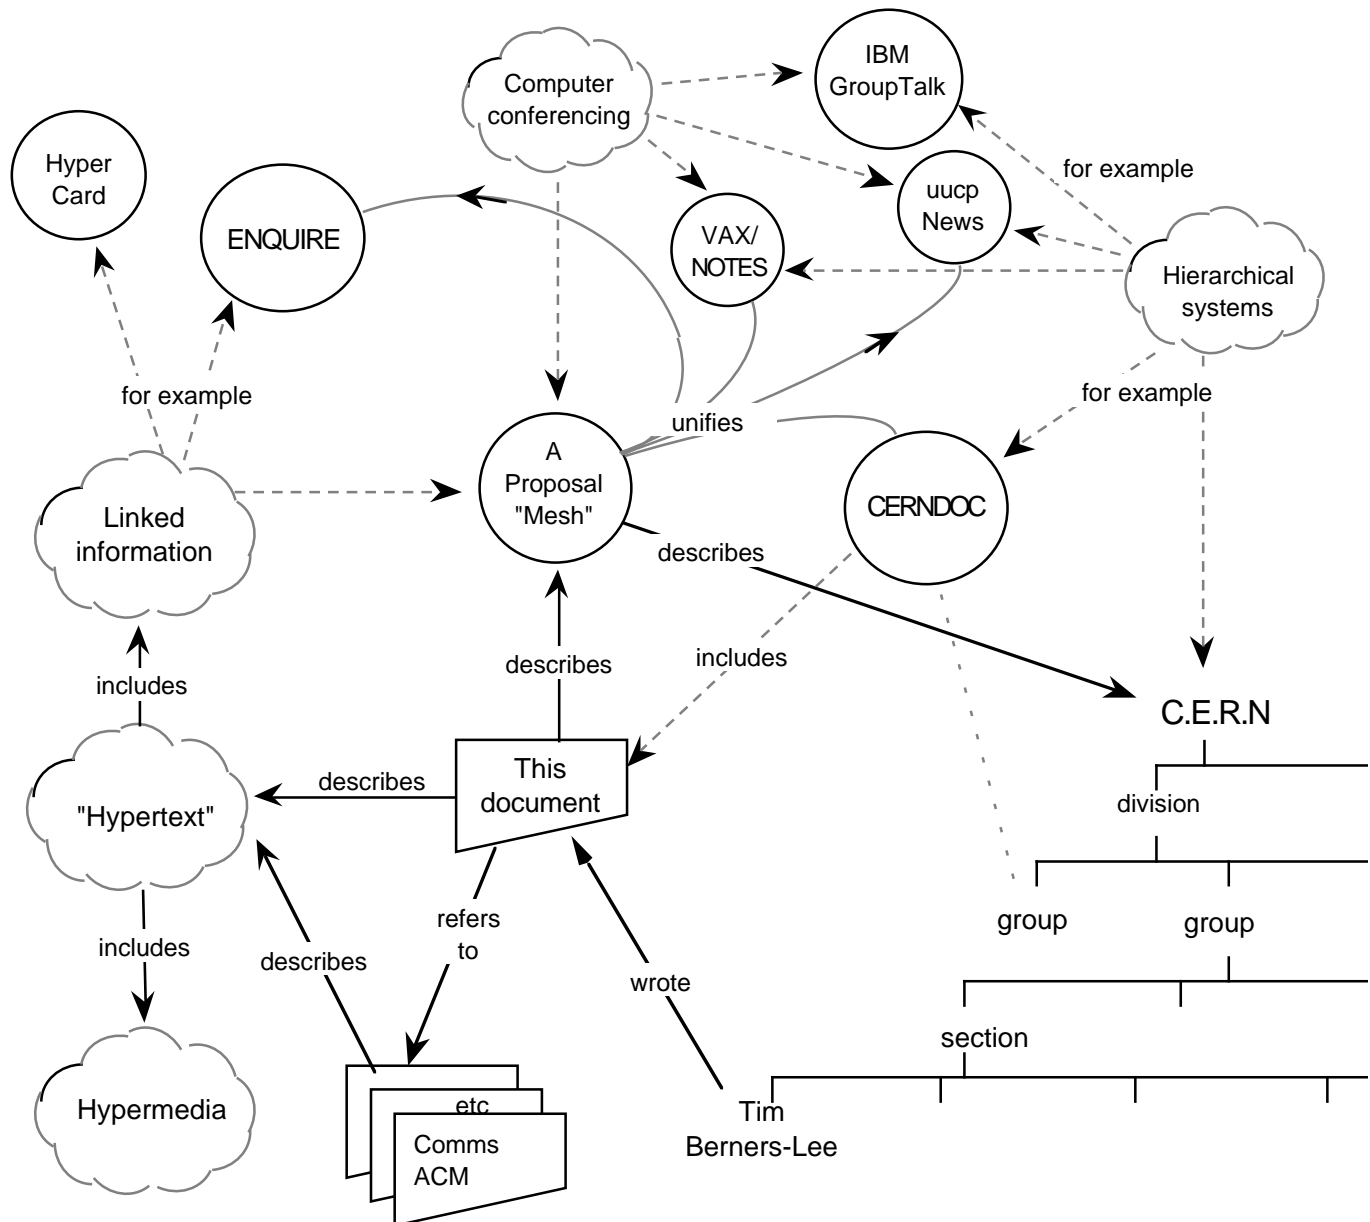 IBM
GroupTalk
Computer
conferencing
Hyper
Card
ENQUIRE
for example
uucp
News
VAX/
NOTES
Hierarchical
systems
for example
for example
unifies
A
Proposal
"Mesh"
CERNDOC
Linked
information
describes
describes
includes
includes
C.E.R.N
This
document
describes
"Hypertext"
division
refers
to
group
group
includes
describes
wrote
section
Hypermedia
etc
Comms
ACM
Tim
Berners-Lee